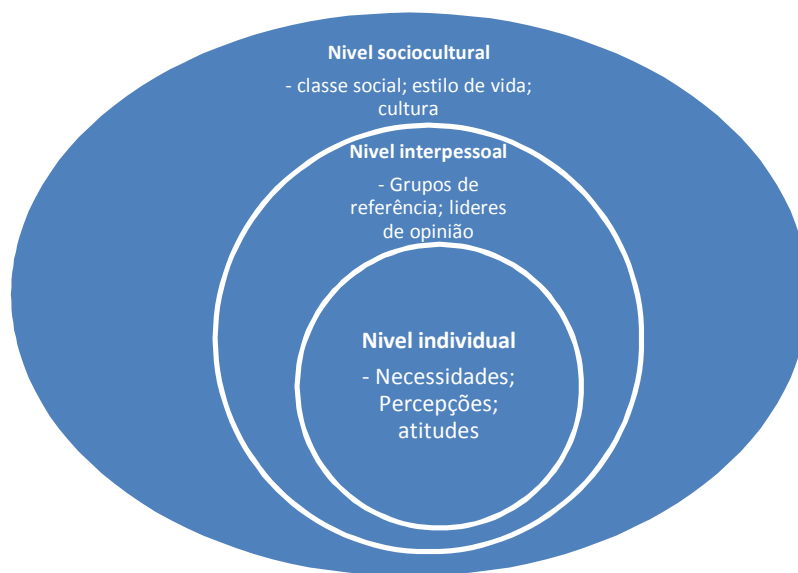 Nivel sociocultural
- classe social; estilo de vida;
cultura
Nivel interpessoal
- Grupos de
referência; lideres
de opinião
Nivel individual
- Necessidades;
Percepções;
atitudes